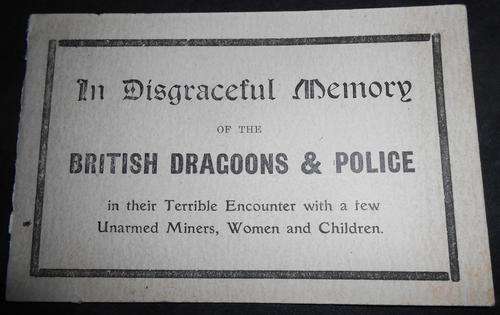 In Disgraceful Memory
OF THE
BRITISH DRAGOONS & POLICE
in their Terrible Encounter with a few
Unarmed Miners, Women and Children.